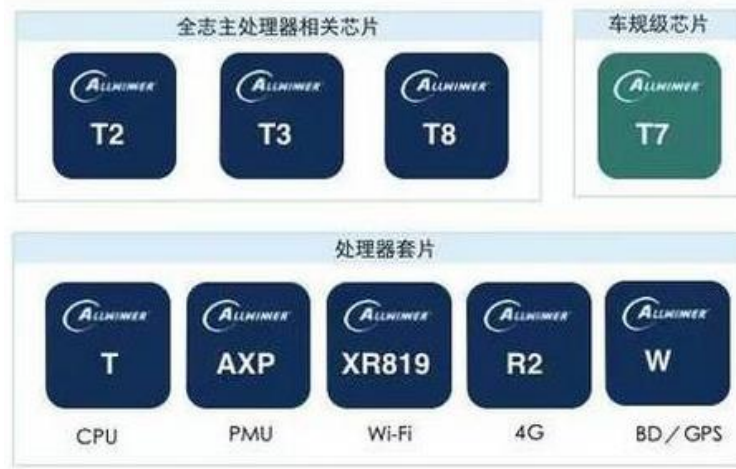 全志主处理器相关芯片
车规级芯片
ALLWINNER
ALLWINNER
ALLWINNER
ALLWINNER
T2
T3
T8
T7
处理器套片
ALLWINNER
ALLWINNER
ALLWINNER
ALLWINNER
ALLWINNER
T
AXP
XR819
R2
W
CPU
PMU
Wi-Fi
4G
BD/GPS